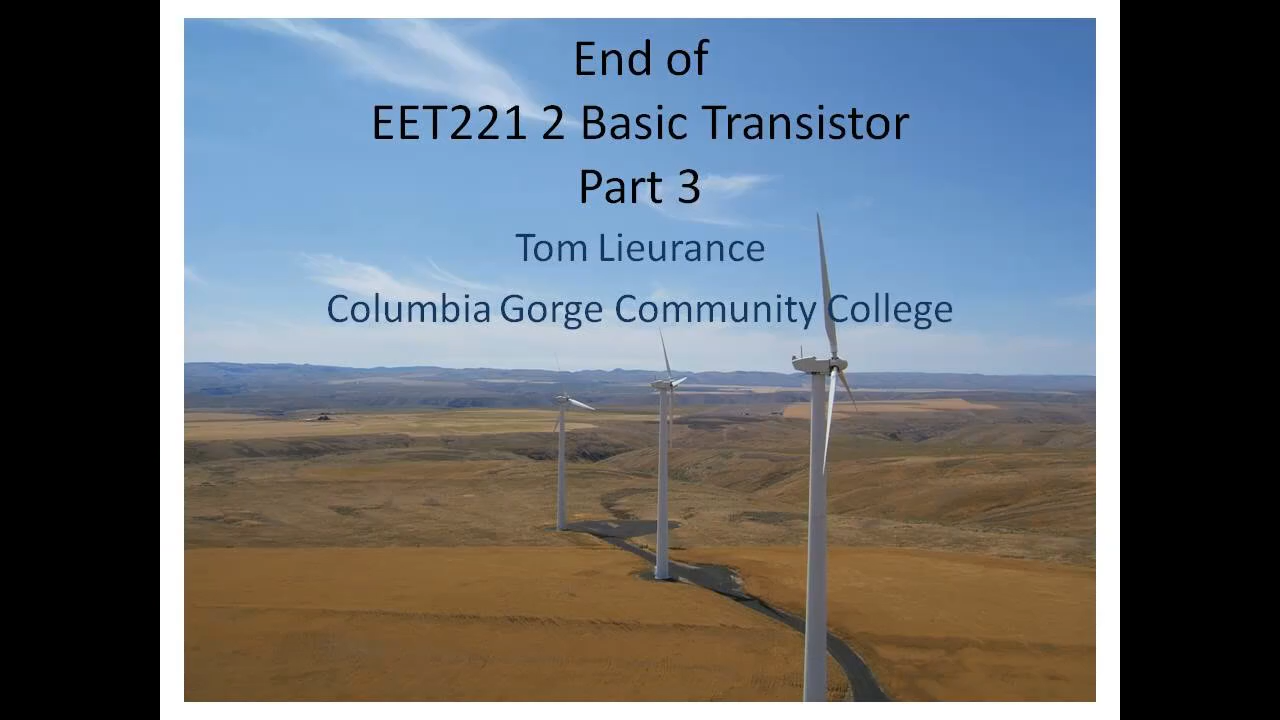 End of
EET221 2 Basic Transistor
Part 3
Tom Lieurance
Columbia Gorge Community College